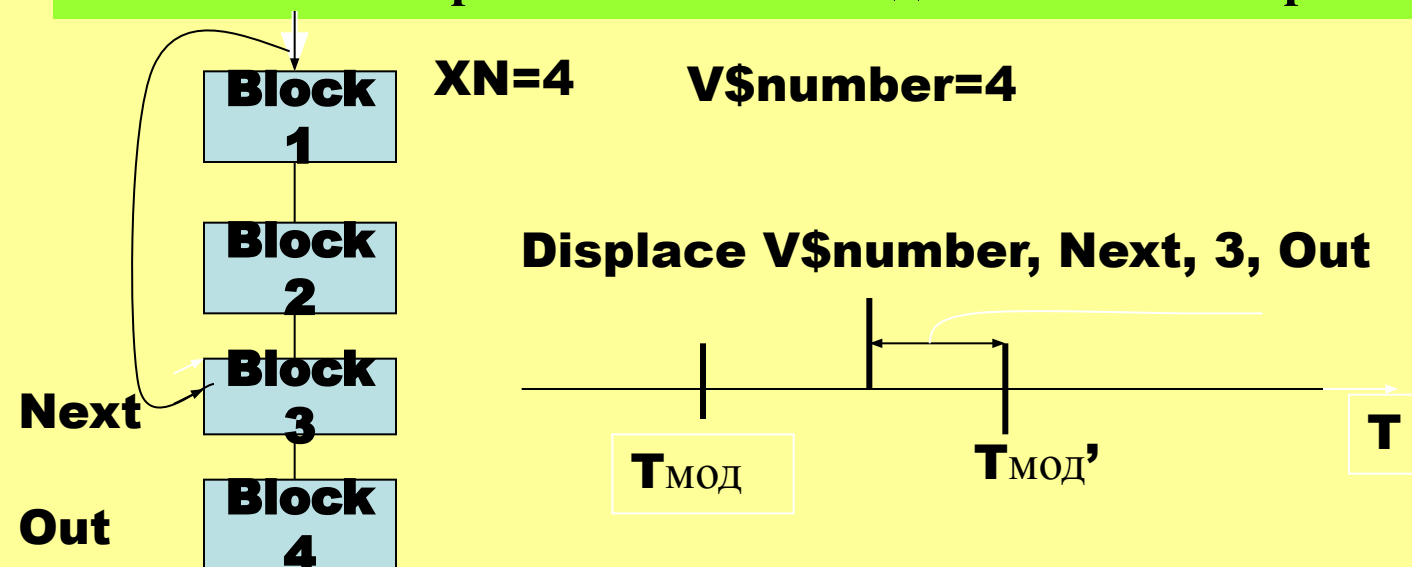 XN=4
V$number=4
Block
1
Block
2
Displace V$number, Next, 3, Out
Next
Block
3
Out
Block
4
Tмод
Tмод’
T